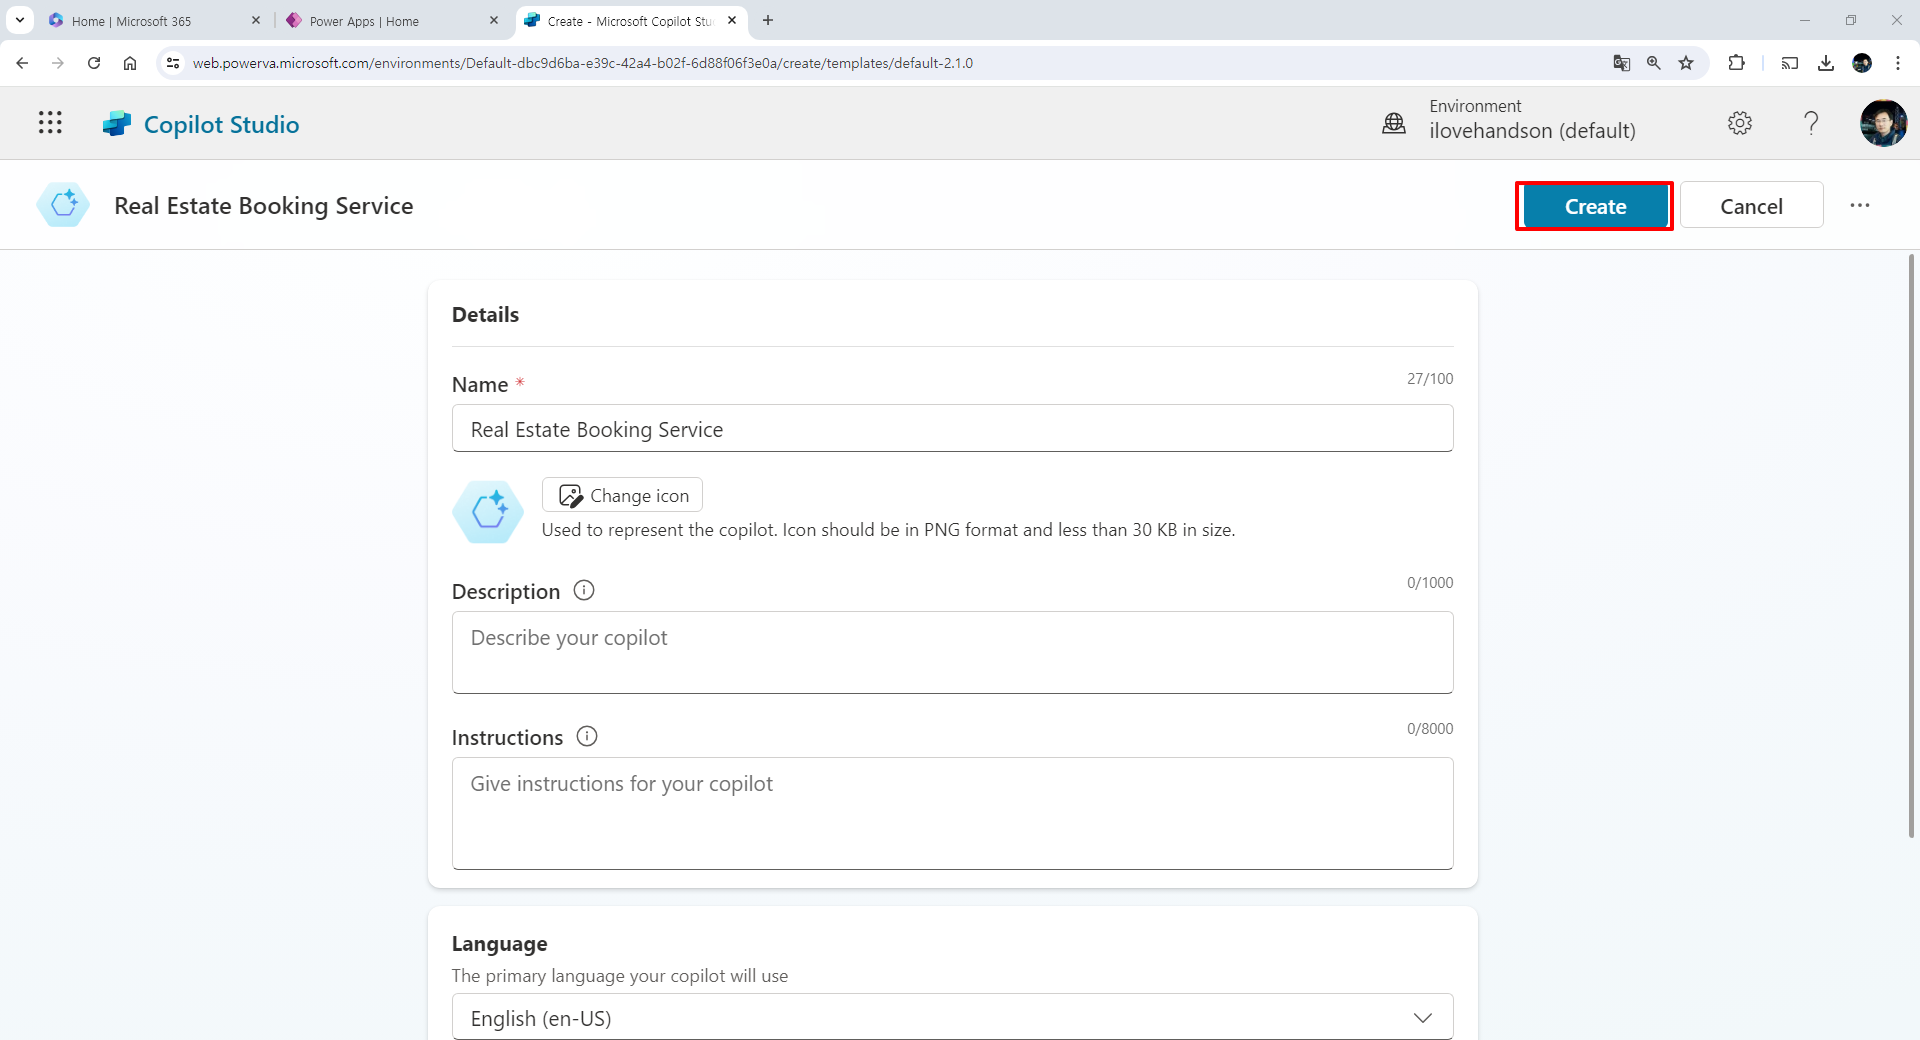 Home | Microsoft 365
Power Apps | Home
Create - Microsoft Copilot Stu
web.powerva.microsoft.com/environments/Default-dbc9d6ba-e39c-42a4-b02f-6d88f06f3e0a/create/templates/default-2.1.0
Copilot Studio
Environment
ilovehandson (default)
Real Estate Booking Service
Create
Cancel
Details
Name *
27/100
Real Estate Booking Service
Change icon
Used to represent the copilot. Icon should be in PNG format and less than 30 KB in size.
Description
0/1000
Describe your copilot
Instructions
0/8000
Give instructions for your copilot
Language
The primary language your copilot will use
English (en-US)